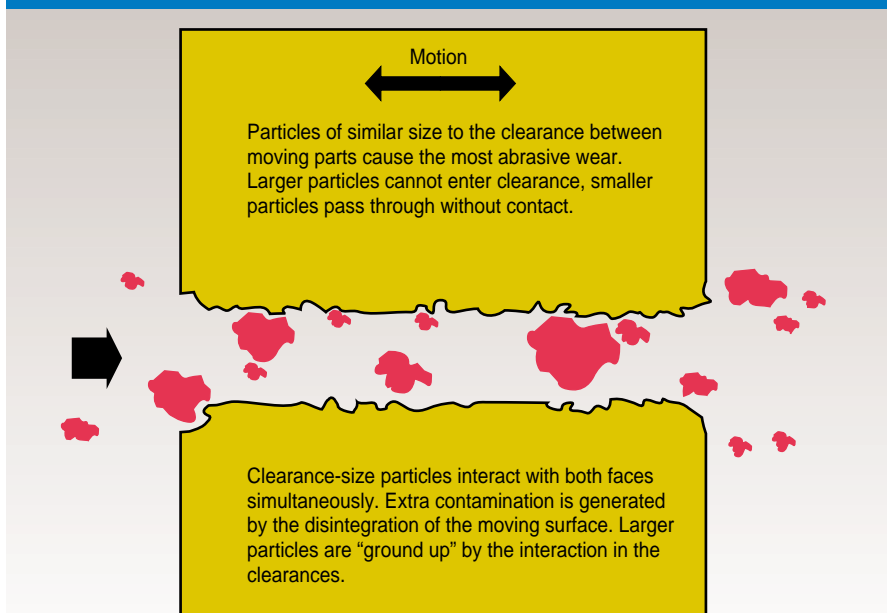 Motion
Particles of similar size to the clearance between
moving parts cause the most abrasive wear.
Larger particles cannot enter clearance, smaller
particles pass through without contact.
Clearance-size particles interact with both faces
simultaneously. Extra contamination is generated
by the disintegration of the moving surface. Larger
particles are “ground up” by the interaction in the
clearances.